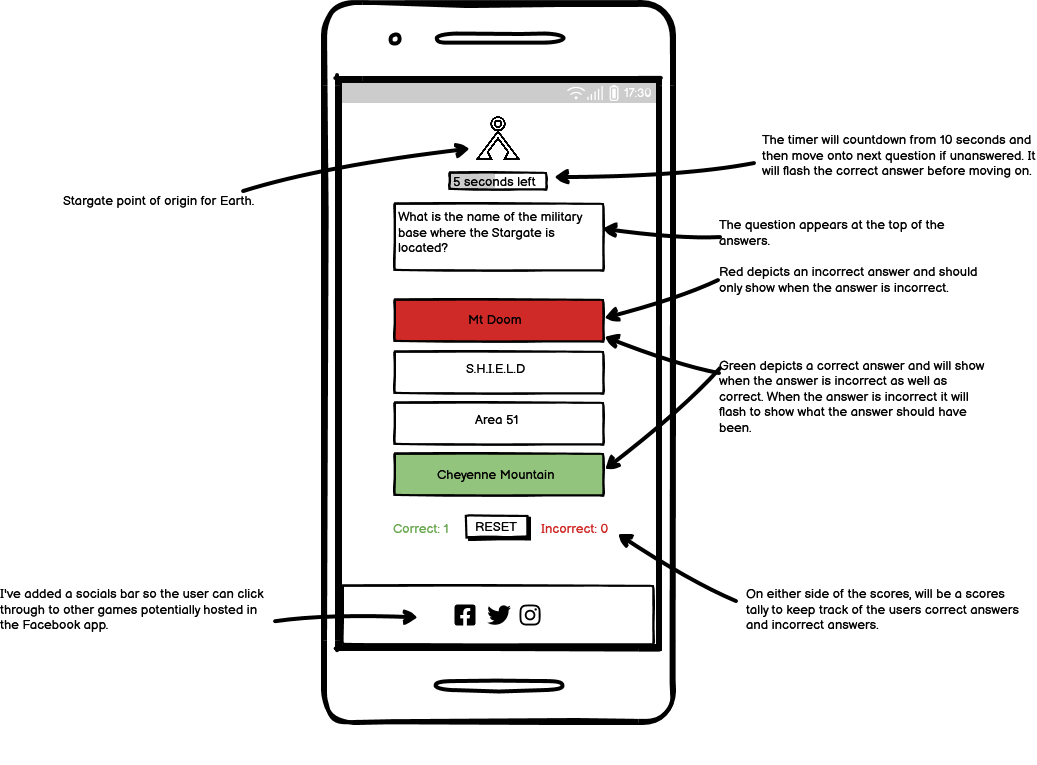 17:30
The timer will countdown from 10 seconds and
then move onto next question if unanswered. It
will flash the correct answer before moving on.
Stargate point of origin for Earth.
5 seconds left
What is the name of the military
base where the Stargate is
located?
The question appears at the top of the
answers.
Red depicts an incorrect answer and should
only show when the answer is incorrect.
Mt Doom
S.H.I.E.L.D
Area 51
Cheyenne Mountain
Green depicts a correct answer and will show
when the answer is incorrect as well as
correct. When the answer is incorrect it will
flash to show what the answer should have
been.
Correct: 1 RESET Incorrect: 0
I've added a socials bar so the user can click
through to other games potentially hosted in
the Facebook app.
On either side of the scores, will be a scores
tally to keep track of the users correct answers
and incorrect answers.